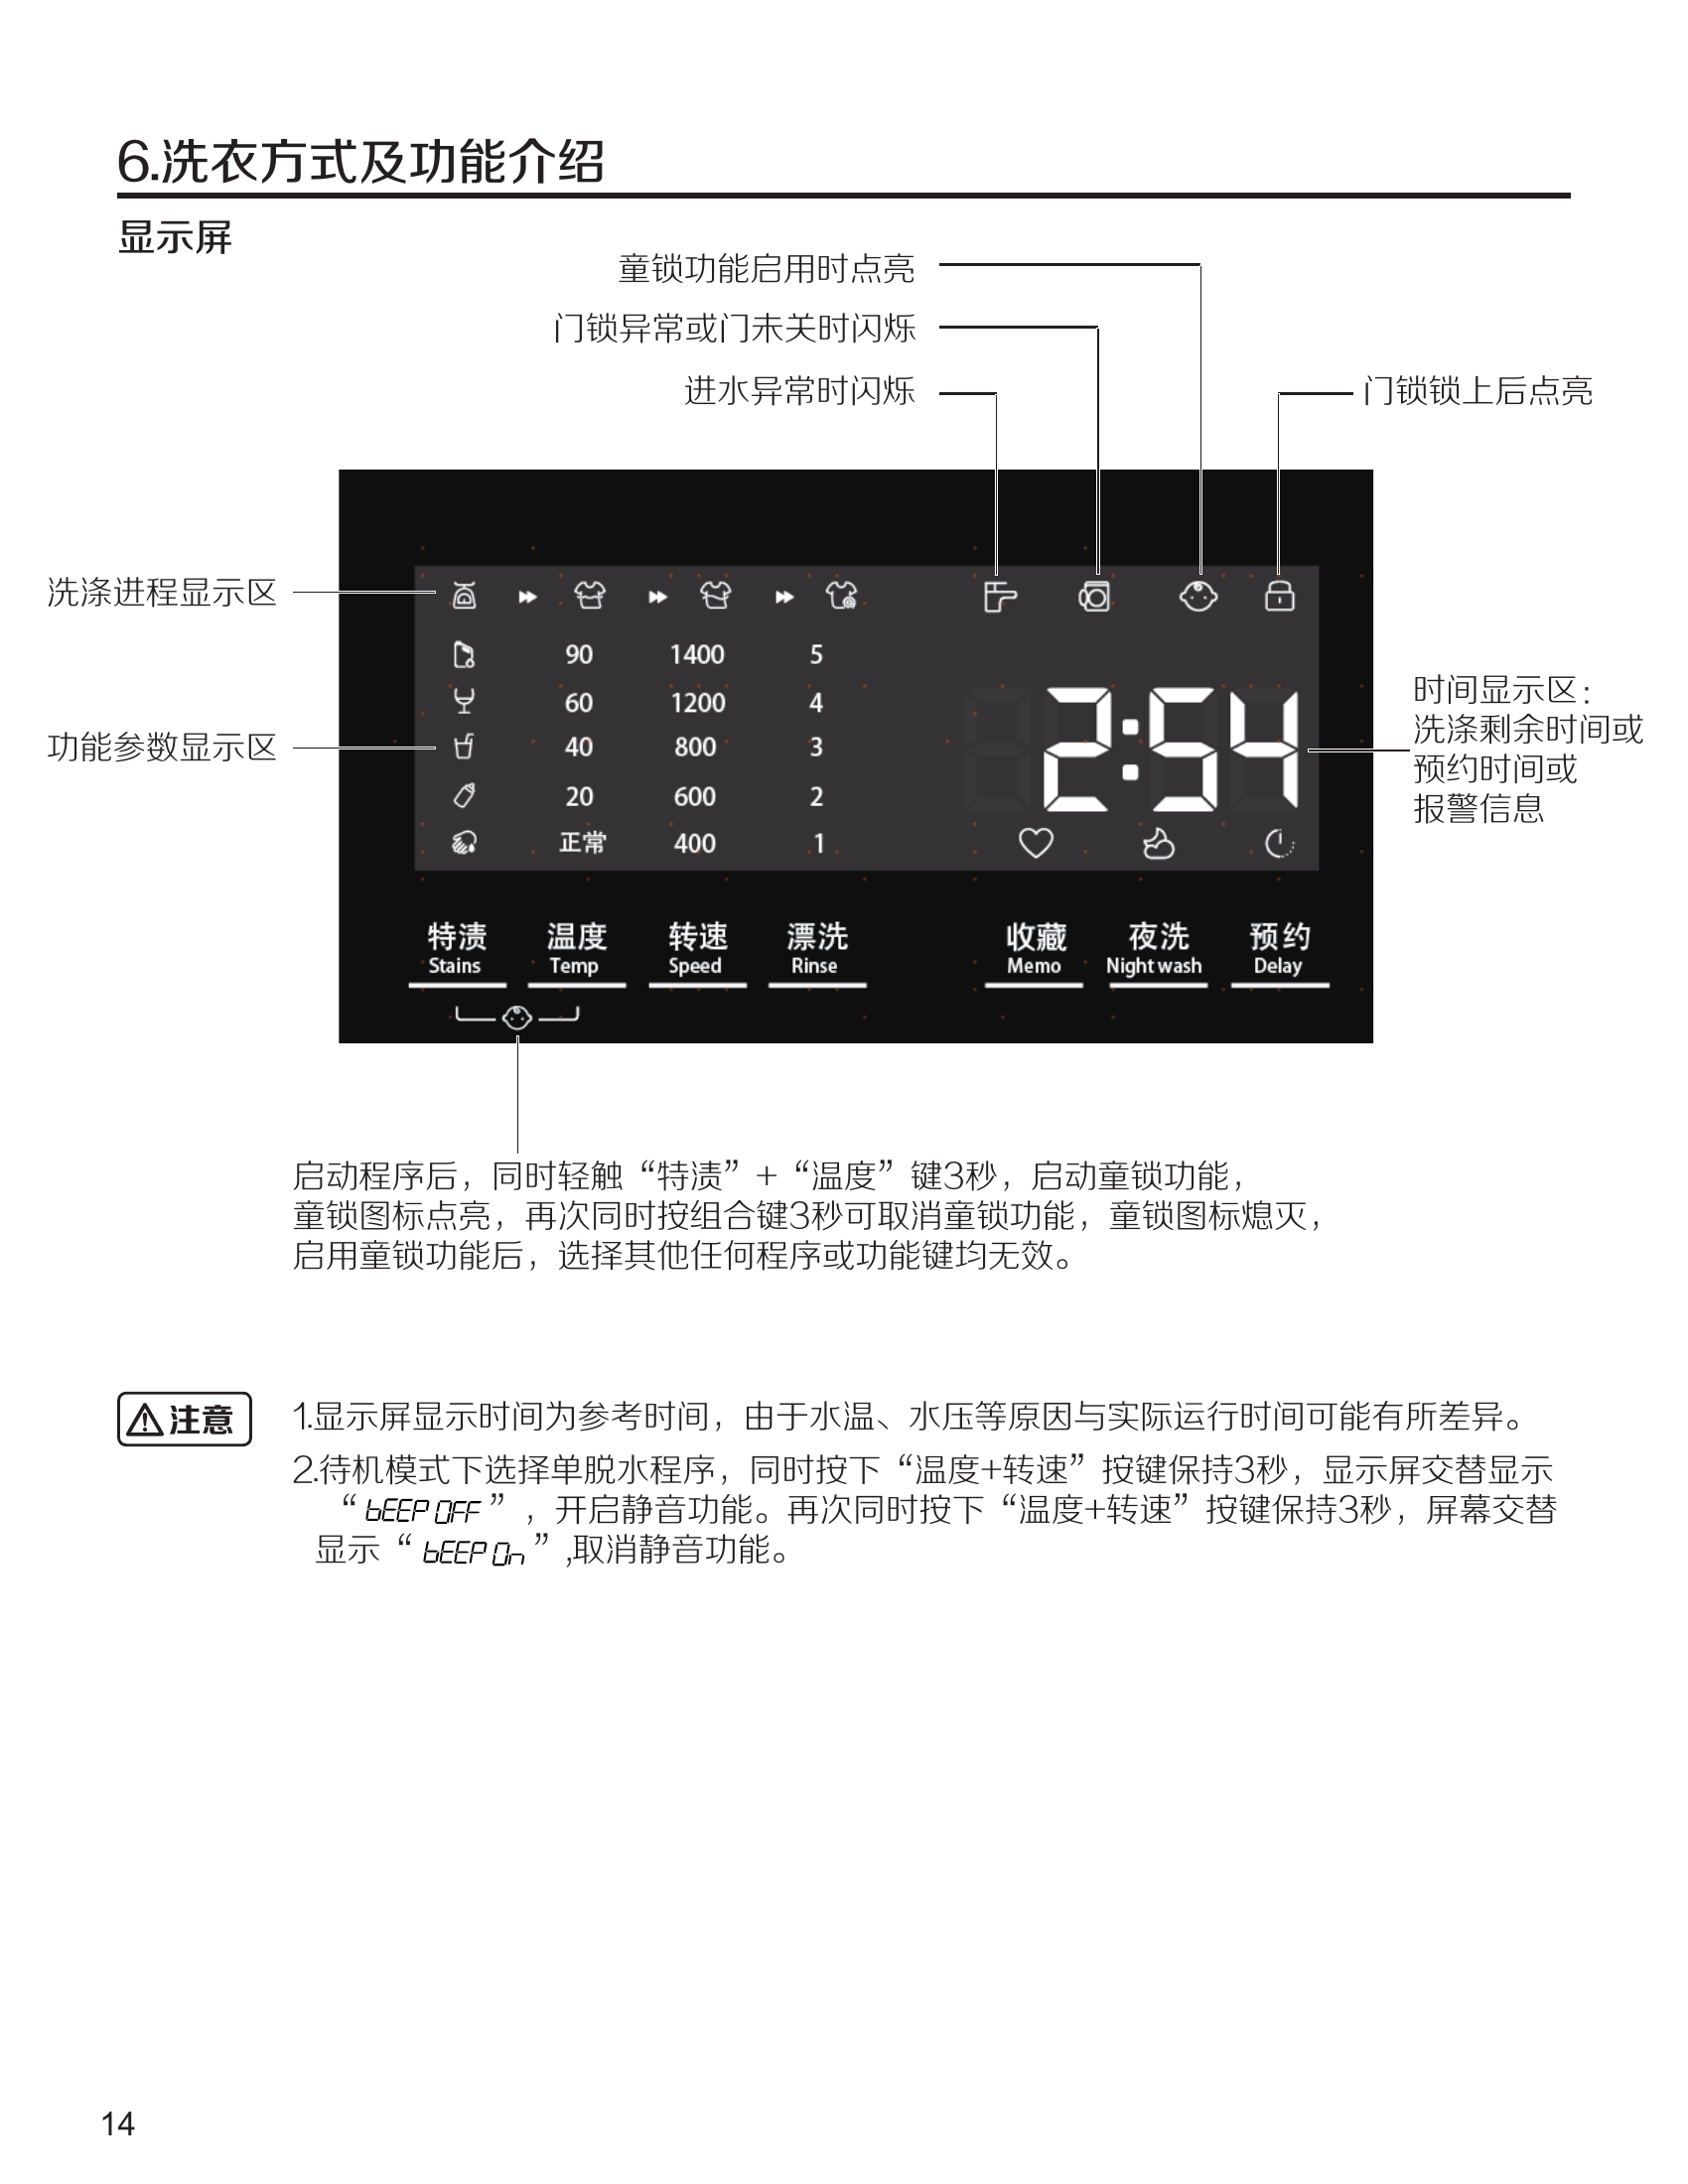 6.洗衣方式及功能介绍
显示屏
童锁功能启用时点亮
门锁异常或门未关时闪烁
进水异常时闪烁
门锁锁上后点亮
洗涤进程显示区
90 1400 5
60 1200 4
功能参数显示区
40 800 3
20 600 2
正常 400 1
2:54
时间显示区：
洗涤剩余时间或
预约时间或
报警信息
特渍 温度 转速 漂洗 收藏 夜洗 预约
Stains Temp Speed Rinse Memo Night wash Delay
启动程序后，同时轻触“特渍”+“温度”键3秒，启动童锁功能，
童锁图标点亮，再次同时按组合键3秒可取消童锁功能，童锁图标熄灭，
启用童锁功能后，选择其他任何程序或功能键均无效。
注意
1.显示屏显示时间为参考时间，由于水温、水压等原因与实际运行时间可能有所差异。
2.待机模式下选择单脱水程序，同时按下“温度+转速”按键保持3秒，显示屏交替显示
“bEEP OFF”，开启静音功能。再次同时按下“温度+转速”按键保持3秒，屏幕交替
显示“bEEP On”,取消静音功能。
14